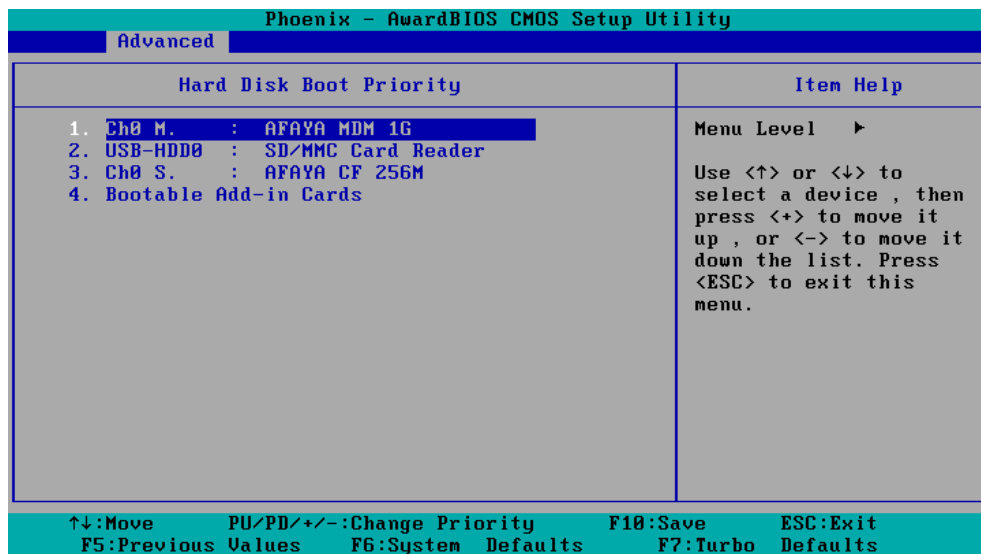 Phoenix - AwardBIOS CMOS Setup Utility
Advanced
Hard Disk Boot Priority
1. Ch0 M. : AFAYA MDM 1G
2. USB-HDD0 : SD/MMC Card Reader
3. Ch0 S. : AFAYA CF 256M
4. Bootable Add-in Cards
Item Help
Menu Level ►
Use <↑> or <↓> to
select a device , then
press <+> to move it
up , or <-> to move it
down the list. Press
<ESC> to exit this
menu.
↑↓:Move PU/PD/+/-:Change Priority F10:Save ESC:Exit
F5:Previous Values F6:System Defaults F7:Turbo Defaults